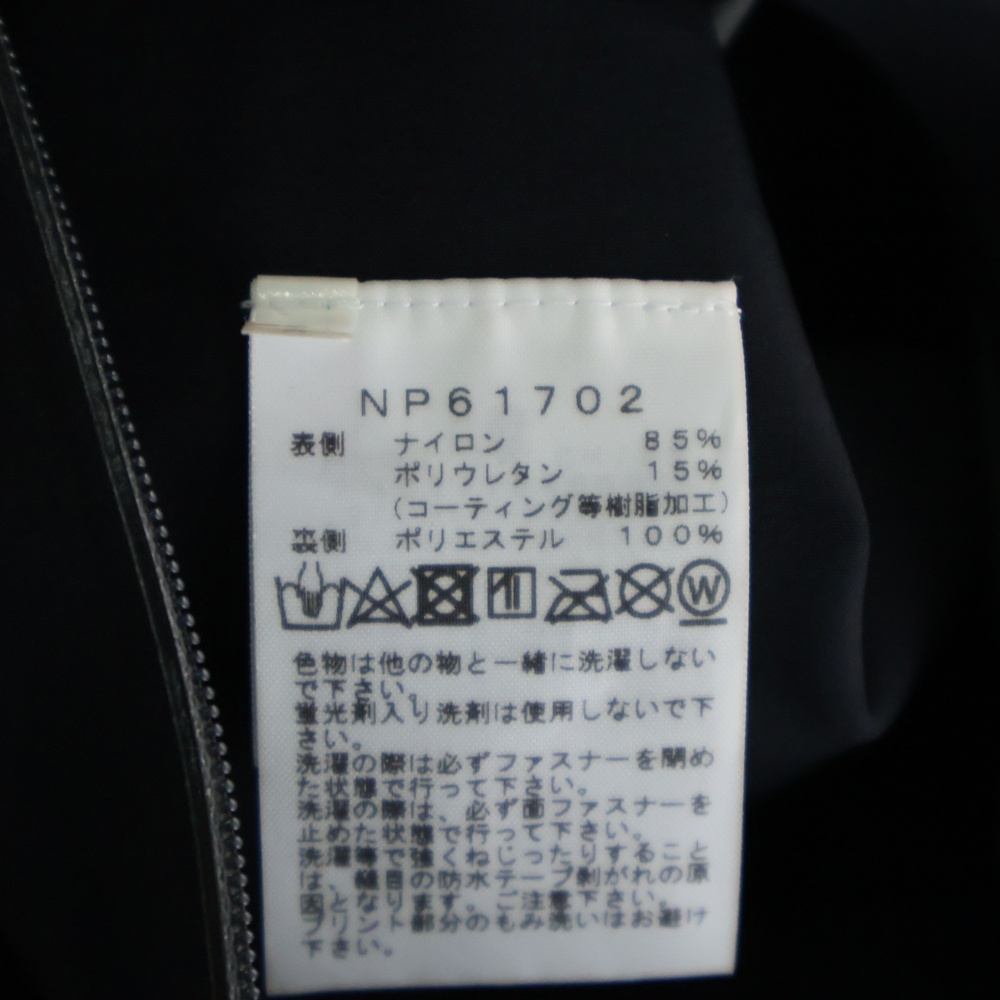 NP61702
表側 ナイロン 85%
ポリウレタン 15%
(コーティング等樹脂加工)
裏側 ポリエステル 100%
W
色物は他の物と一緒に洗濯しない
で下さい。
蛍光剤入り洗剤は使用しないで下
さい。
洗濯の際は必ずファスナーを閉め
た状態で行って下さい。
洗濯の際は、必ず面ファスナーを
止めた状態で行って下さい。
洗濯等で強くねじったりすること
は、縫目の防水テープ剥がれの原
因となります。ご注意下さい。
プリント部分のもみ洗いはお避け
下さい。